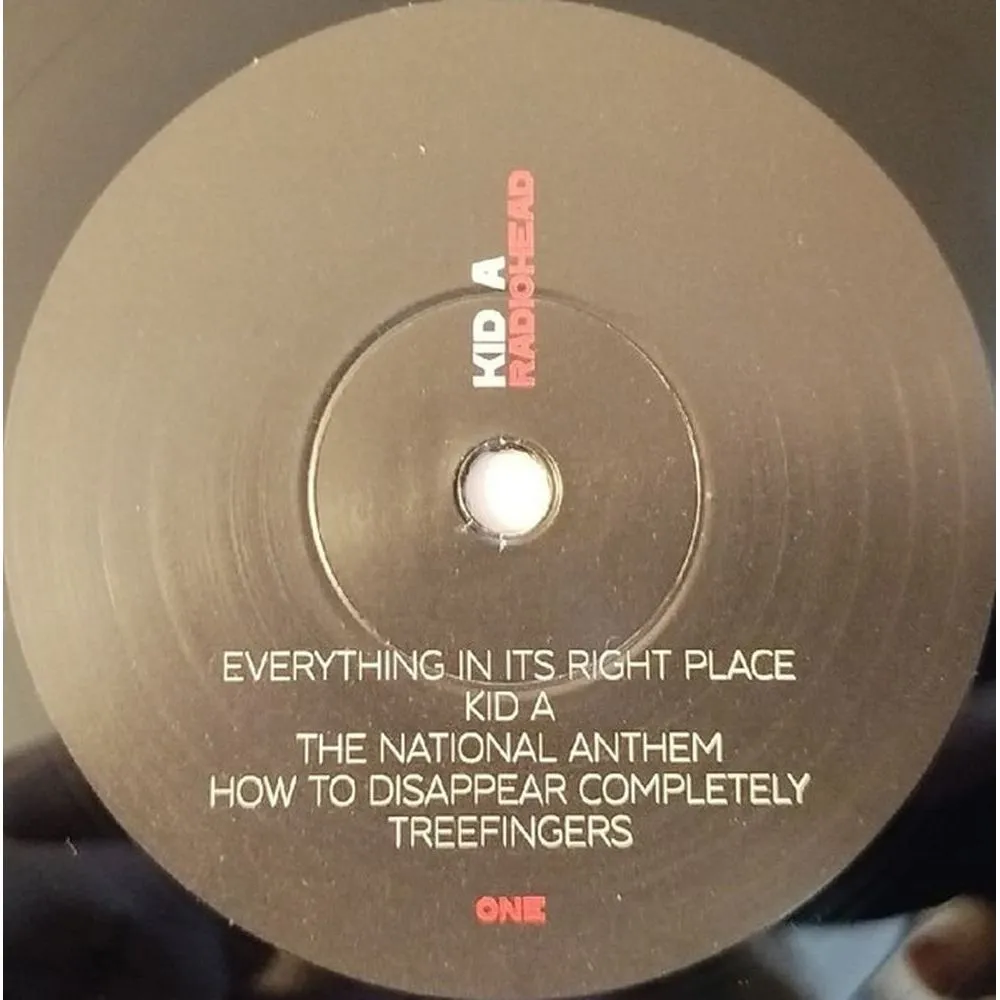 KID A
RADIOHEAD
EVERYTHING IN ITS RIGHT PLACE
KID A
THE NATIONAL ANTHEM
HOW TO DISAPPEAR COMPLETELY
TREEFINGERS
ONE